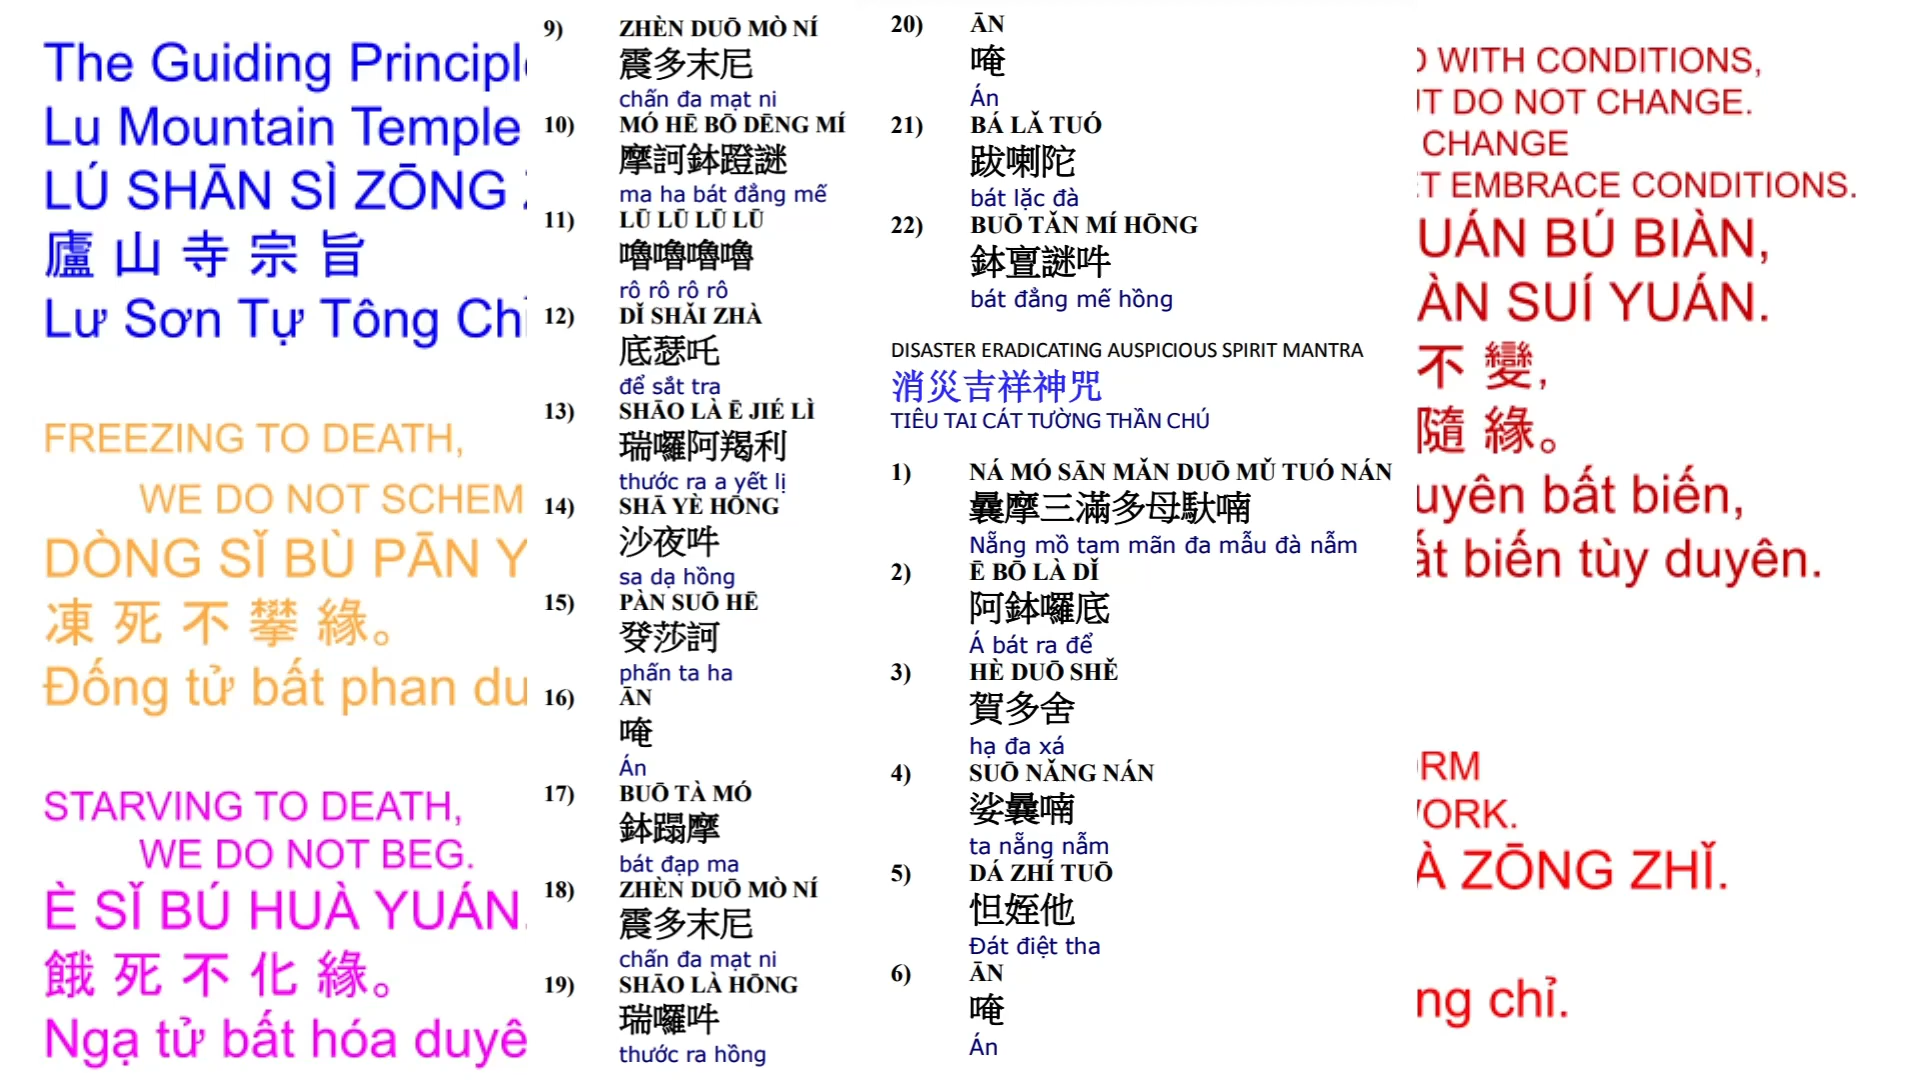 The Guiding Principl
Lu Mountain Temple
LÚ SHĀN SÌ ZŌNG
廬 山 寺 宗 旨
Lư Sơn Tự Tông Chỉ
FREEZING TO DEATH,
WE DO NOT SCHEM
DÒNG SǏ BÙ PĀN Y
凍 死 不 攀 緣。
Đống tử bất phan du
STARVING TO DEATH,
WE DO NOT BEG.
È SǏ BÚ HUÀ YUÁN.
餓 死 不 化 緣。
Ngạ tử bất hóa duyê
9) ZHÈN DUŌ MÒ NÍ
震多末尼
chấn đa mạt ni
10) MÓ HĒ BŌ DĒNG MÍ
摩訶鉢蹬謎
ma ha bát đẳng mế
11) LŪ LŪ LŪ LŪ
嚕嚕嚕嚕
rô rô rô rô
12) DǏ SHǍI ZHÀ
底瑟吒
để sắt tra
13) SHĀO LÀ Ē JIÉ LÌ
瑞囉阿羯利
thước ra a yết lị
14) SHĀ YÈ HŌNG
沙夜吽
sa dạ hồng
15) PÀN SUŌ HĒ
癹莎訶
phấn ta ha
16) ĀN
唵
Án
17) BUŌ TÀ MÓ
鉢蹋摩
bát đạp ma
18) ZHÈN DUŌ MÒ NÍ
震多末尼
chấn đa mạt ni
19) SHĀO LÀ HŌNG
瑞囉吽
thước ra hồng
20) ĀN
唵
Án
21) BÁ LǍ TUÓ
跋喇陀
bát lặc đà
22) BUŌ TǍN MÍ HŌNG
鉢亶謎吽
bát đẳng mế hồng
DISASTER ERADICATING AUSPICIOUS SPIRIT MANTRA
消災吉祥神咒
TIÊU TAI CÁT TƯỜNG THẦN CHÚ
1) NÁ MÓ SĀN MǍN DUŌ MǓ TUÓ NÁN
曩摩三滿多母馱喃
Nẵng mồ tam mãn đa mẫu đà nẫm
2) Ē BŌ LÀ DǏ
阿鉢囉底
Á bát ra để
3) HÈ DUŌ SHĚ
賀多舍
hạ đa xá
4) SUŌ NǍNG NÁN
娑曩喃
ta nẵng nẫm
5) DÁ ZHÍ TUŌ
怛姪他
Đát điệt tha
6) ĀN
唵
Án
D WITH CONDITIONS,
UT DO NOT CHANGE.
CHANGE
ET EMBRACE CONDITIONS.
UÁN BÚ BIÀN,
ÀN SUÍ YUÁN.
不 變,
隨 緣。
uyên bất biến,
ất biến tùy duyên.
RM
ORK.
À ZŌNG ZHǏ.
ng chỉ.